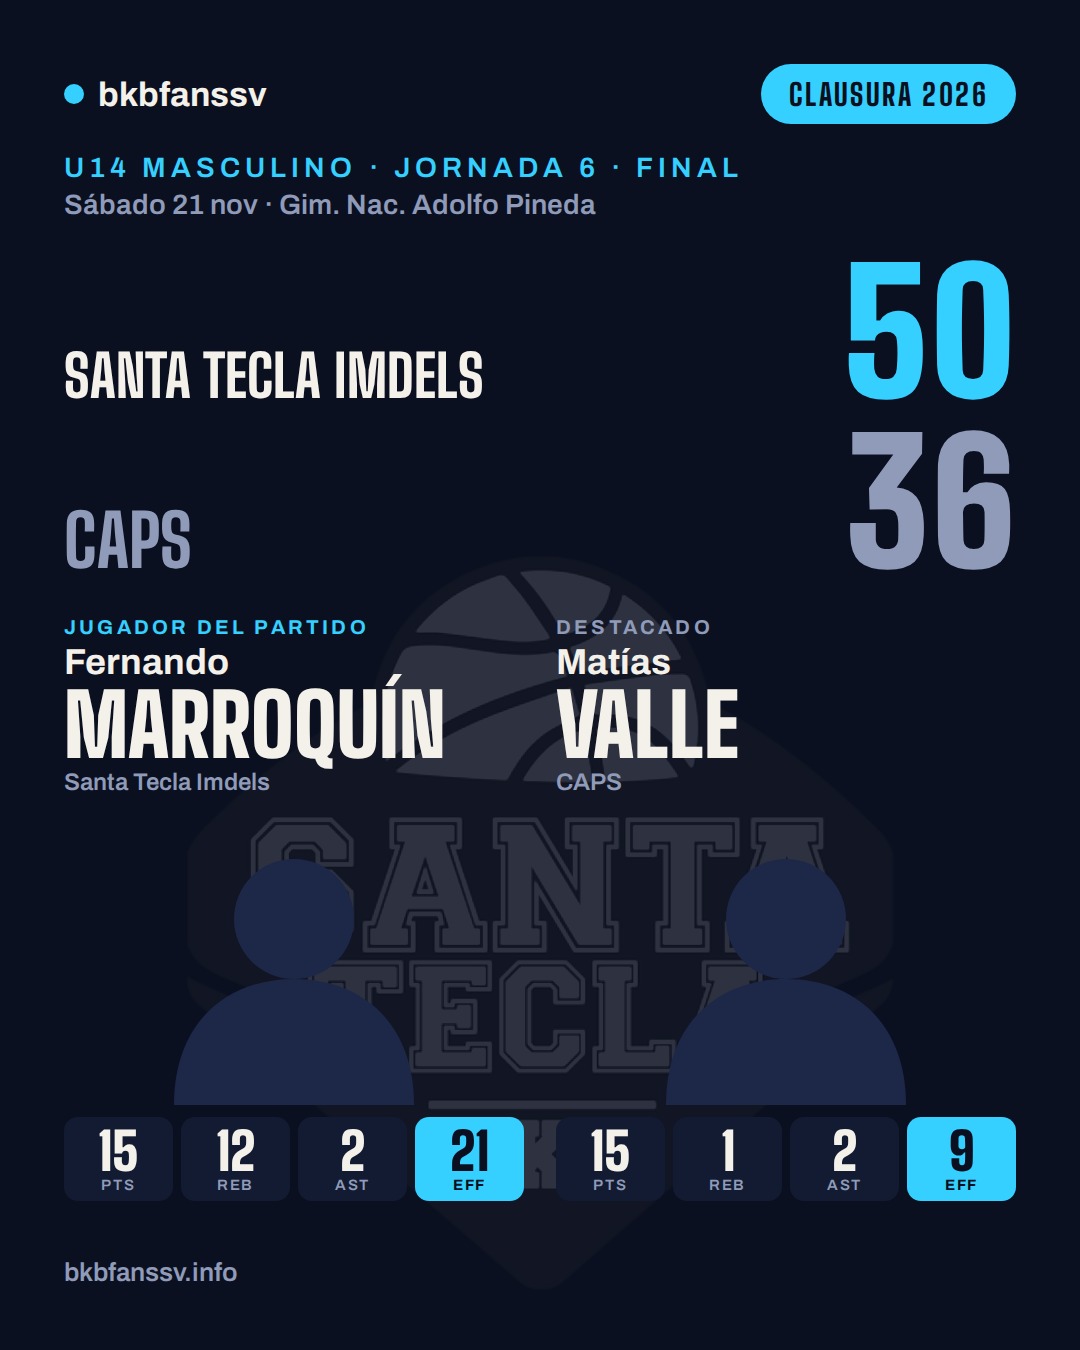 bkbfanssv
CLAUSURA 2026
U14 MASCULINO · JORNADA 6 · FINAL
Sábado 21 nov · Gim. Nac. Adolfo Pineda
SANTA TECLA IMDELS
50
CAPS
36
JUGADOR DEL PARTIDO
Fernando
MARROQUÍN
Santa Tecla Imdels
DESTACADO
Matías
VALLE
CAPS
SANTA
TECLA
15 PTS
12 REB
2 AST
21 EFF
15 PTS
1 REB
2 AST
9 EFF
bkbfanssv.info